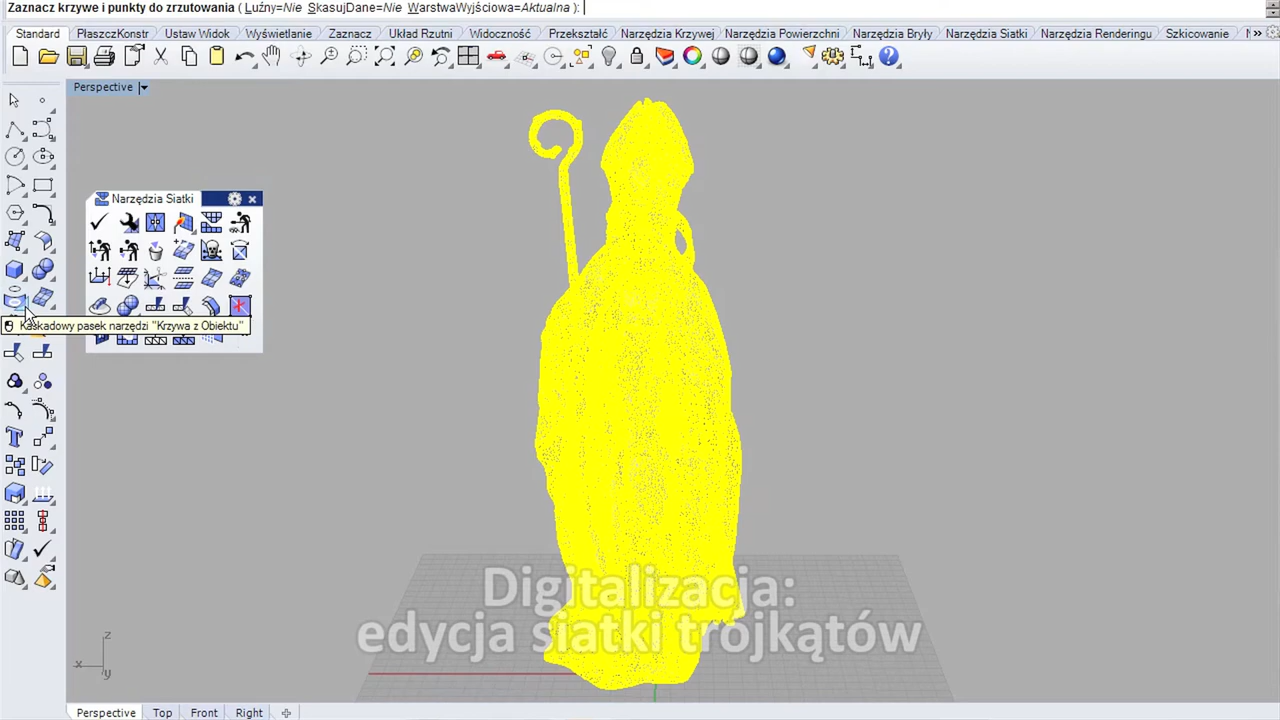 Zaznacz krzywe i punkty do zrzutowania ( Luźny=Nie SkasujDane=Nie WarstwaWyjściowa=Aktualna ):
Standard PłaszczKonstr Ustaw Widok Wyświetlanie Zaznacz Układ Rzutni Widoczność Przekształć Narzędzia Krzywej Narzędzia Powierzchni Narzędzia Bryły Narzędzia Siatki Narzędzia Renderingu Szkicowanie
Perspective
Narzędzia Siatki
Kaskadowy pasek narzędzi "Krzywa z Obiektu"
Digitalizacja:
edycja siatki trójkątów
z
x
y
Perspective Top Front Right